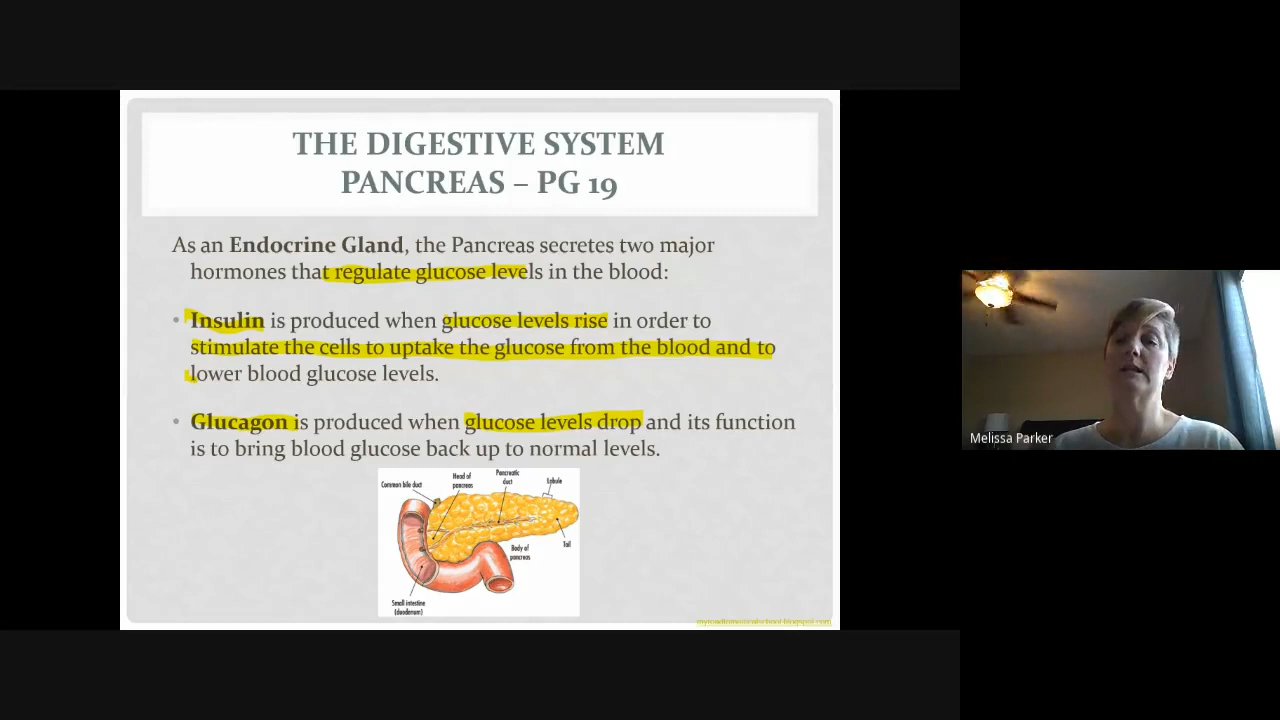 THE DIGESTIVE SYSTEM
PANCREAS – PG 19
As an Endocrine Gland, the Pancreas secretes two major
hormones that regulate glucose levels in the blood:
• Insulin is produced when glucose levels rise in order to
stimulate the cells to uptake the glucose from the blood and to
lower blood glucose levels.
• Glucagon is produced when glucose levels drop and its function
is to bring blood glucose back up to normal levels.
Common bile duct
Head of
pancreas
Pancreatic
duct
Lobule
Tail
Body of
pancreas
Small intestine
(duodenum)
Melissa Parker